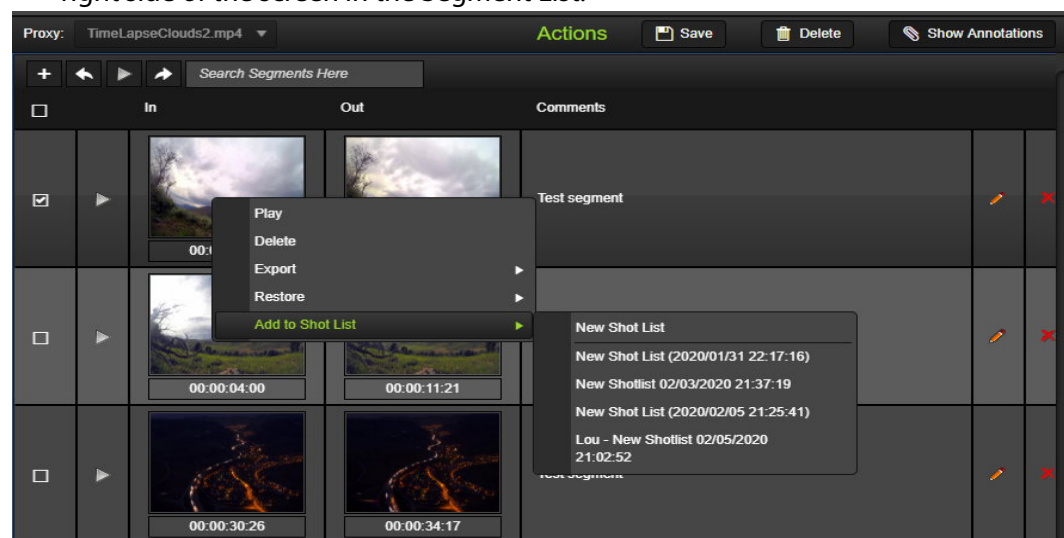 right side of the screen in the Segment List.
Proxy: TimeLapseClouds2.mp4 Actions Save Delete Show Annotations
Search Segments Here
In Out Comments
Test segment
00:
Play
Delete
Export
Restore
Add to Shot List
New Shot List
New Shot List (2020/01/31 22:17:16)
New Shotlist 02/03/2020 21:37:19
New Shot List (2020/02/05 21:25:41)
Lou - New Shotlist 02/05/2020
21:02:52
00:00:04:00 00:00:11:21
Test segment
00:00:30:26 00:00:34:17